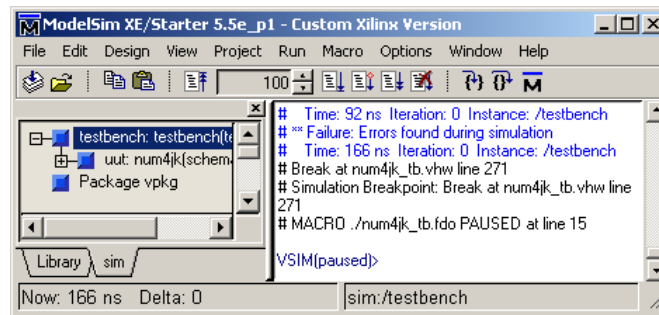 ModelSim XE/Starter 5.5e_p1 - Custom Xilinx Version
File Edit Design View Project Run Macro Options Window Help
100
testbench: testbench(te
uut: num4jk(schem
Package vpkg
Library sim
# Time: 92 ns Iteration: 0 Instance: /testbench
# ** Failure: Errors found during simulation
# Time: 166 ns Iteration: 0 Instance: /testbench
# Break at num4jk_tb.vhw line 271
# Simulation Breakpoint: Break at num4jk_tb.vhw line
271
# MACRO ./num4jk_tb.fdo PAUSED at line 15
VSIM(paused)>
Now: 166 ns Delta: 0
sim:/testbench